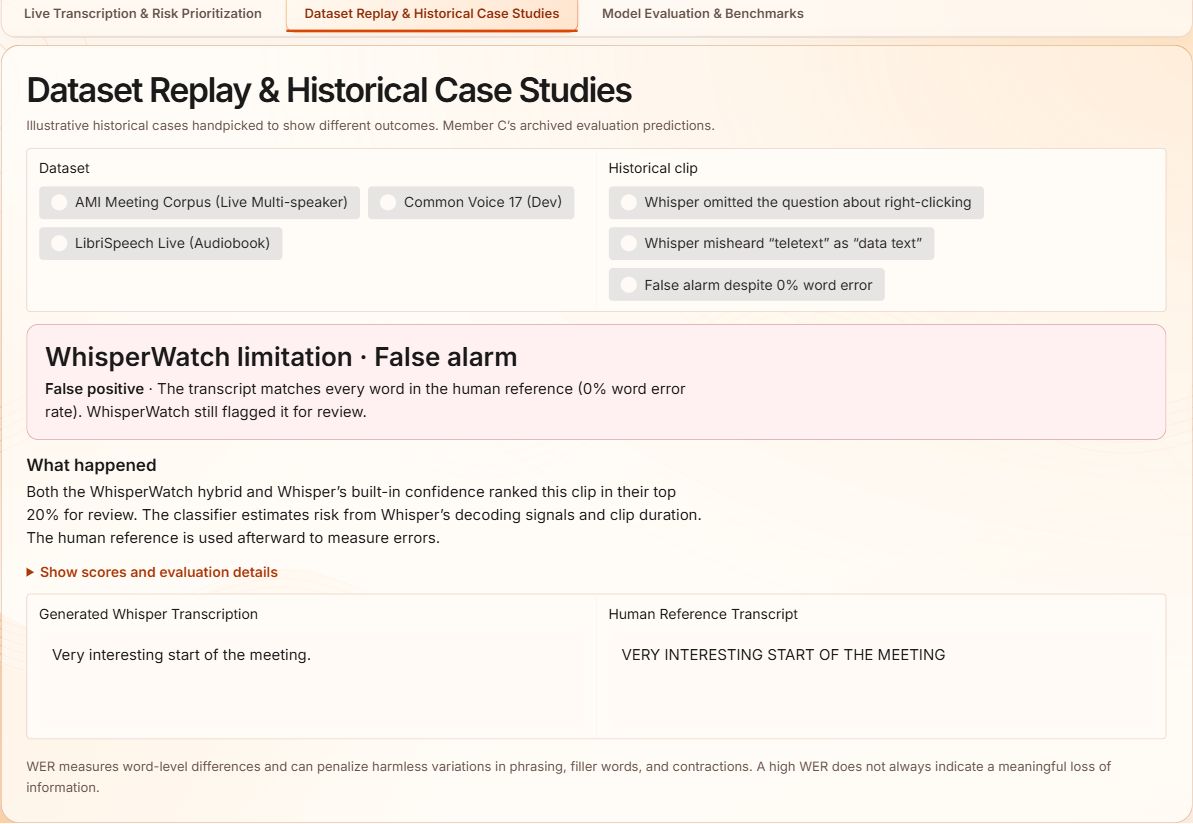 Live Transcription & Risk Prioritization
Dataset Replay & Historical Case Studies
Model Evaluation & Benchmarks
Dataset Replay & Historical Case Studies
Illustrative historical cases handpicked to show different outcomes. Member C’s archived evaluation predictions.
Dataset
AMI Meeting Corpus (Live Multi-speaker)
Common Voice 17 (Dev)
LibriSpeech Live (Audiobook)
Historical clip
Whisper omitted the question about right-clicking
Whisper misheard “teletext” as “data text”
False alarm despite 0% word error
WhisperWatch limitation · False alarm
False positive · The transcript matches every word in the human reference (0% word error
rate). WhisperWatch still flagged it for review.
What happened
Both the WhisperWatch hybrid and Whisper’s built-in confidence ranked this clip in their top
20% for review. The classifier estimates risk from Whisper’s decoding signals and clip duration.
The human reference is used afterward to measure errors.
Show scores and evaluation details
Generated Whisper Transcription
Very interesting start of the meeting.
Human Reference Transcript
VERY INTERESTING START OF THE MEETING
WER measures word-level differences and can penalize harmless variations in phrasing, filler words, and contractions. A high WER does not always indicate a meaningful loss of
information.